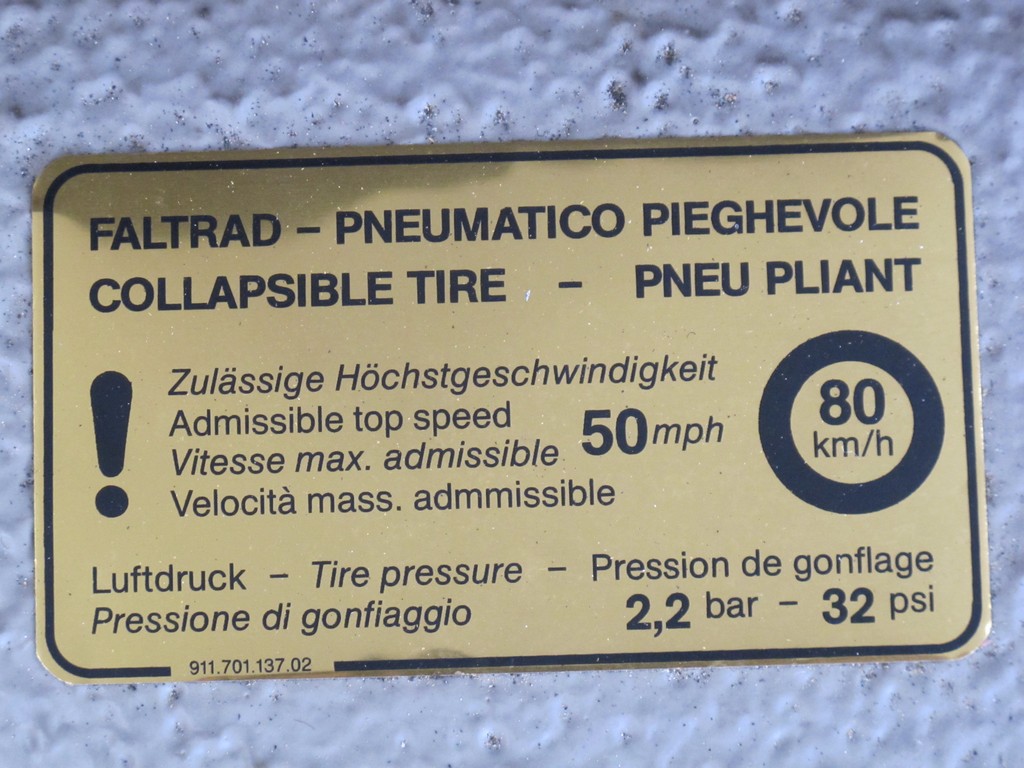 FALTRAD – PNEUMATICO PIEGHEVOLE
COLLAPSIBLE TIRE – PNEU PLIANT
! Zulässige Höchstgeschwindigkeit
Admissible top speed
Vitesse max. admissible
Velocità mass. admmissible
50 mph
80
km/h
Luftdruck – Tire pressure – Pression de gonflage
Pressione di gonfiaggio 2,2 bar – 32 psi
911.701.137.02